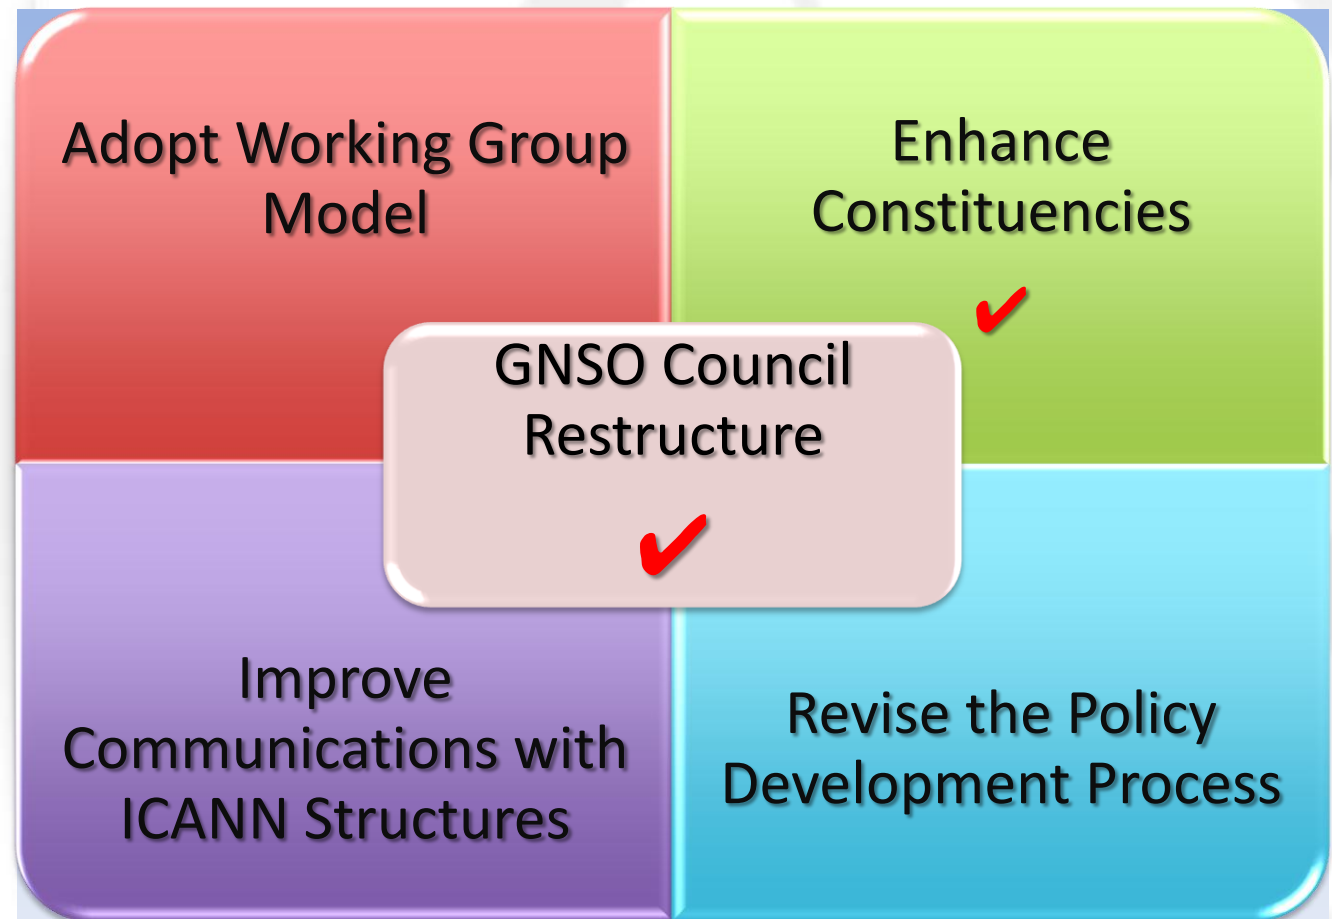 Adopt Working Group
Model
Enhance
Constituencies
✔
GNSO Council
Restructure
✔
Improve
Communications with
ICANN Structures
Revise the Policy
Development Process